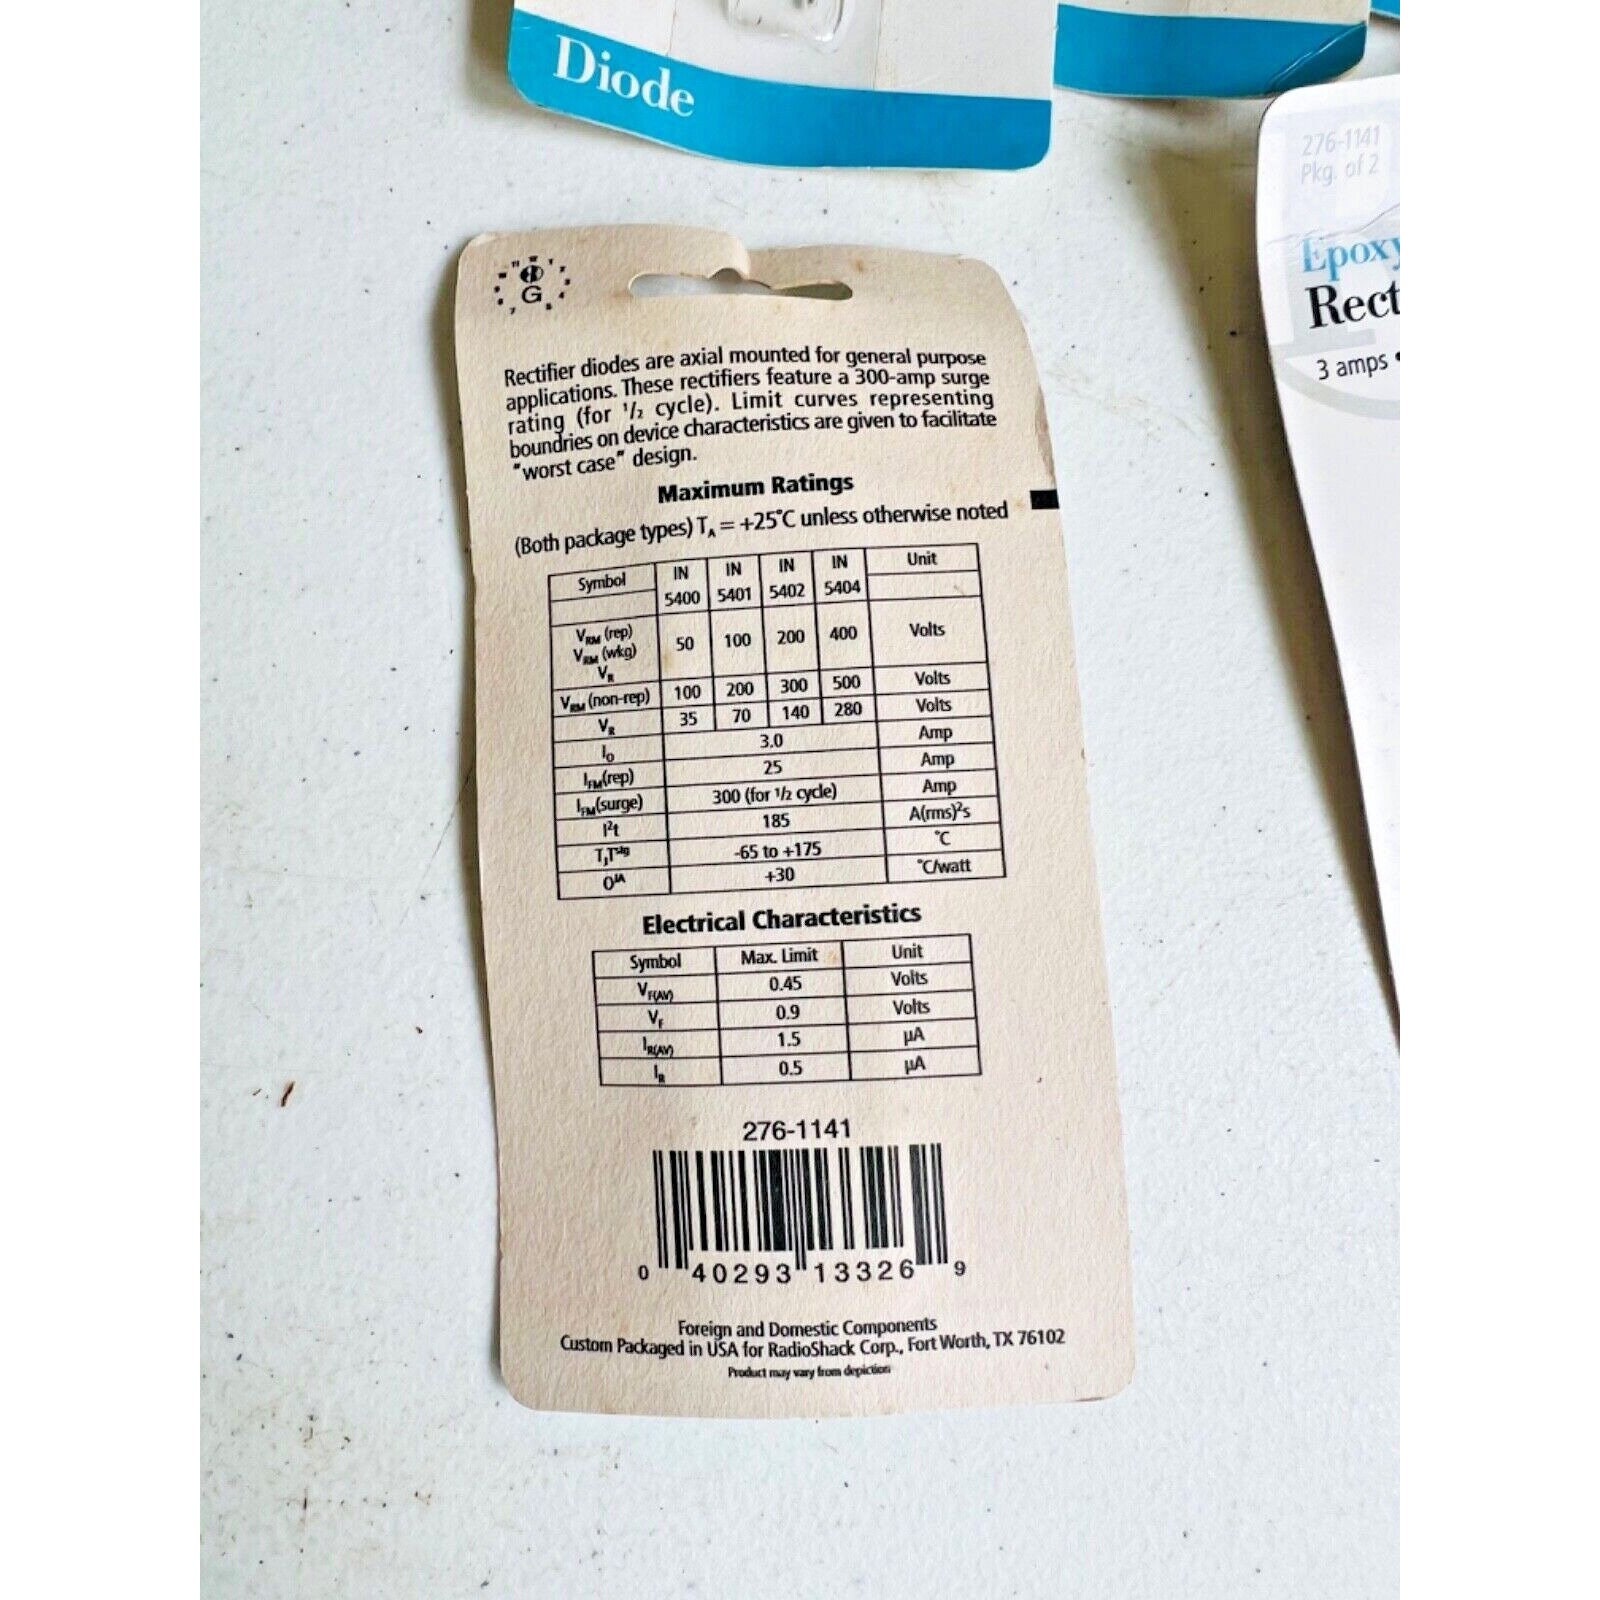 Diode
276-1141
Pkg. of 2
Epoxy
Rect
3 amps •
G
Rectifier diodes are axial mounted for general purpose
applications. These rectifiers feature a 300-amp surge
rating (for 1/2 cycle). Limit curves representing
boundries on device characteristics are given to facilitate
"worst case" design.
Maximum Ratings
(Both package types) TA = +25°C unless otherwise noted
Symbol IN 5400 IN 5401 IN 5402 IN 5404 Unit
VRM (rep)
VRM (wkg)
VR 50 100 200 400 Volts
VRM (non-rep) 100 200 300 500 Volts
VR 35 70 140 280 Volts
IO 3.0 Amp
IFM(rep) 25 Amp
IFM(surge) 300 (for 1/2 cycle) Amp
I²t 185 A(rms)²s
TJTstg -65 to +175 °C
OJA +30 °C/watt
Electrical Characteristics
Symbol Max. Limit Unit
VF(AV) 0.45 Volts
VF 0.9 Volts
IR(AV) 1.5 µA
IR 0.5 µA
276-1141
0 40293 13326 9
Foreign and Domestic Components
Custom Packaged in USA for RadioShack Corp., Fort Worth, TX 76102
Product may vary from depiction